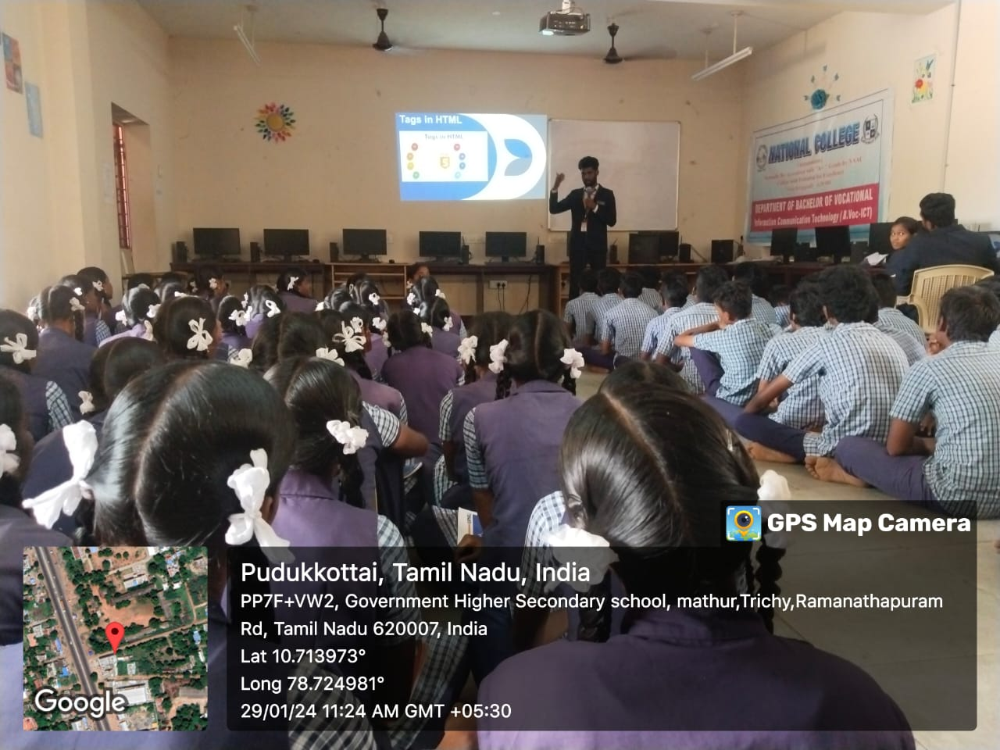 Tags in HTML
Tags in HTML
5
NATIONAL COLLEGE
DEPARTMENT OF BACHELOR OF VOCATIONAL
Information Communication Technology ( B.Voc-ICT)
GPS Map Camera
Pudukkottai, Tamil Nadu, India
PP7F+VW2, Government Higher Secondary school, mathur,Trichy,Ramanathapuram
Rd, Tamil Nadu 620007, India
Lat 10.713973°
Long 78.724981°
29/01/24 11:24 AM GMT +05:30
Google